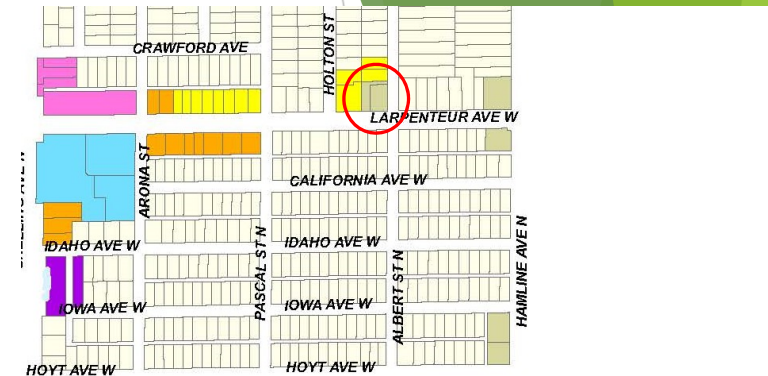 CRAWFORD AVE
HOLTON ST
LARPENTEUR AVE W
ARONA ST
CALIFORNIA AVE W
IDAHO AVE W
IDAHO AVE W
PASCAL ST N
ALBERT ST N
HAMLINE AVE N
IOWA AVE W
IOWA AVE W
HOYT AVE W
HOYT AVE W